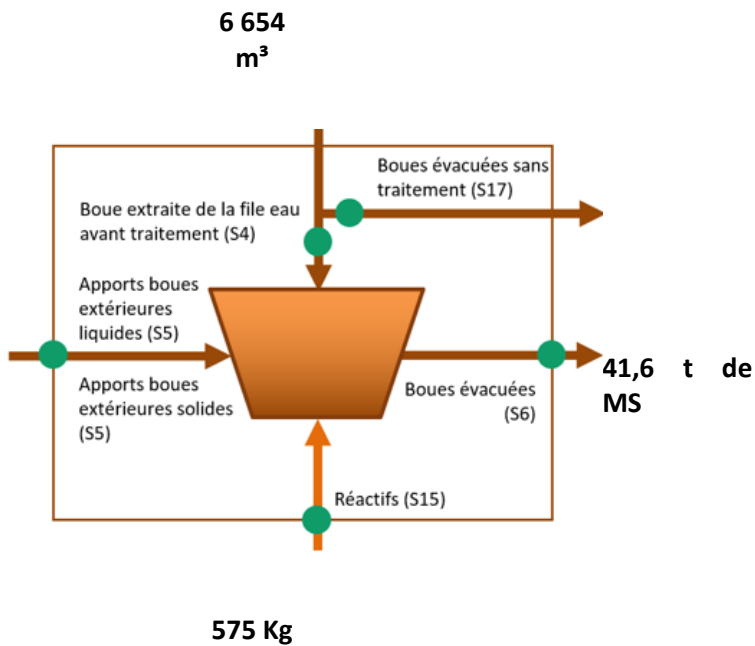 6 654
m³
Boues évacuées sans
traitement (S17)
Boue extraite de la file eau
avant traitement (S4)
Apports boues
extérieures
liquides (S5)
Apports boues
extérieures solides
(S5)
Boues évacuées
(S6)
41,6 t de
MS
Réactifs (S15)
575 Kg